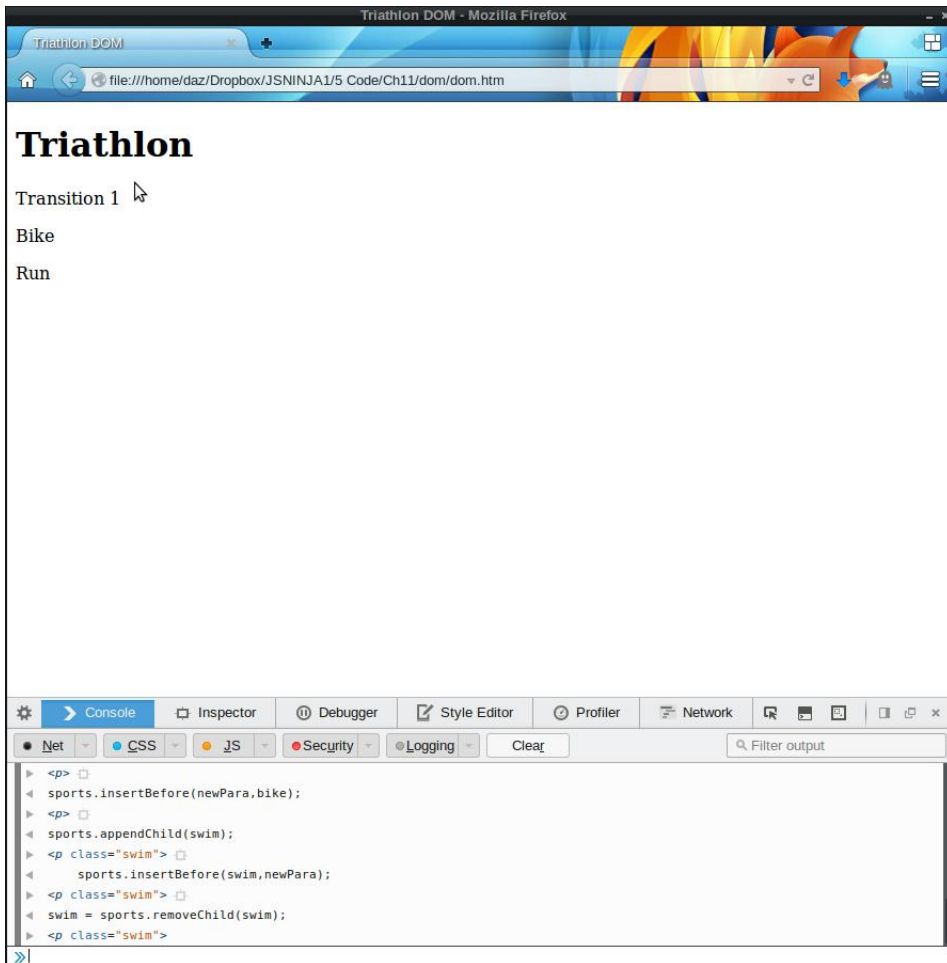 Triathlon DOM - Mozilla Firefox
Triathlon DOM
file:///home/daz/Dropbox/JSNINJA1/5 Code/Ch11/dom/dom.htm
Triathlon
Transition 1
Bike
Run
Console Inspector Debugger Style Editor Profiler Network
Net CSS JS Security Logging Clear Filter output
<p>
sports.insertBefore(newPara,bike);
<p>
sports.appendChild(swim);
<p class="swim">
sports.insertBefore(swim,newPara);
<p class="swim">
swim = sports.removeChild(swim);
<p class="swim">